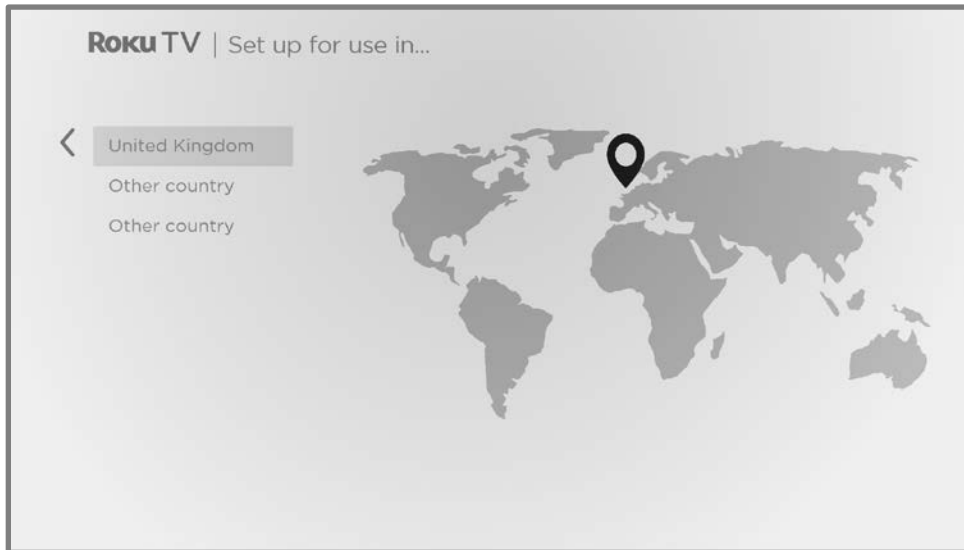 Roku TV | Set up for use in...
United Kingdom
Other country
Other country